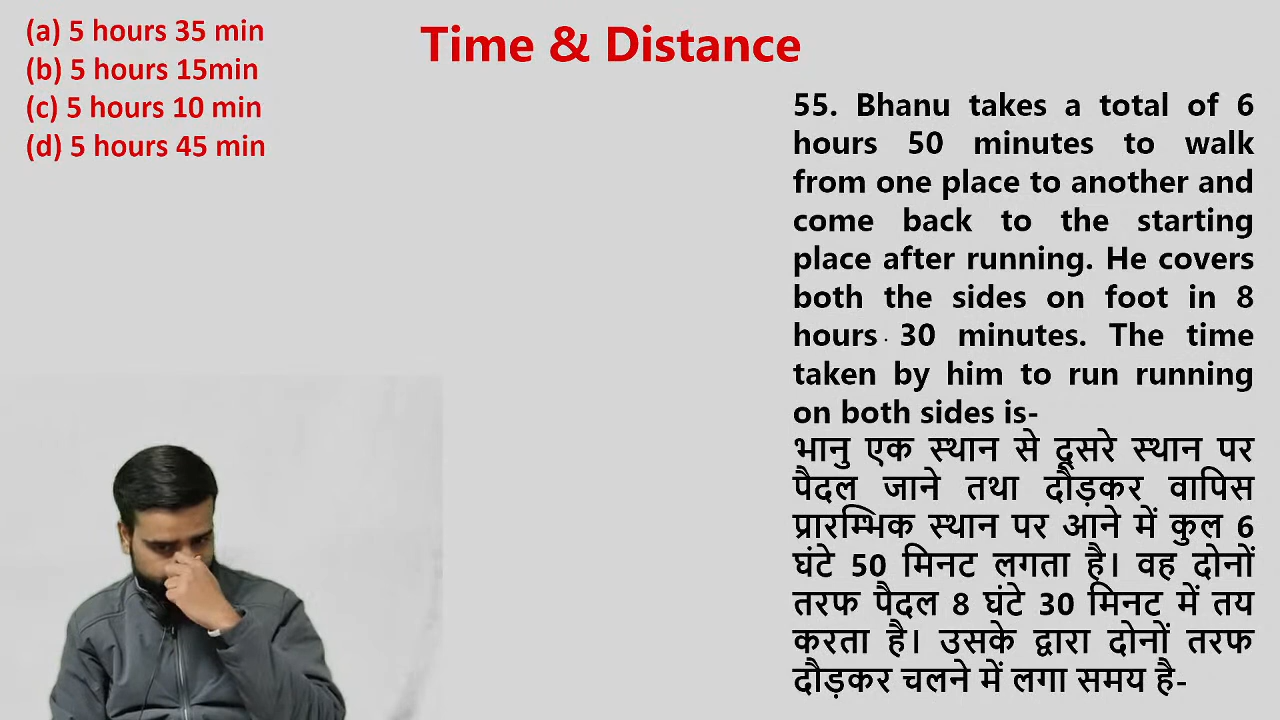 (a) 5 hours 35 min
(b) 5 hours 15min
(c) 5 hours 10 min
(d) 5 hours 45 min
Time & Distance
55. Bhanu takes a total of 6
hours 50 minutes to walk
from one place to another and
come back to the starting
place after running. He covers
both the sides on foot in 8
hours 30 minutes. The time
taken by him to run running
on both sides is-
भानु एक स्थान से दूसरे स्थान पर
पैदल जाने तथा दौड़कर वापिस
प्रारम्भिक स्थान पर आने में कुल 6
घंटे 50 मिनट लगता है। वह दोनों
तरफ पैदल 8 घंटे 30 मिनट में तय
करता है। उसके द्वारा दोनों तरफ
दौड़कर चलने में लगा समय है-